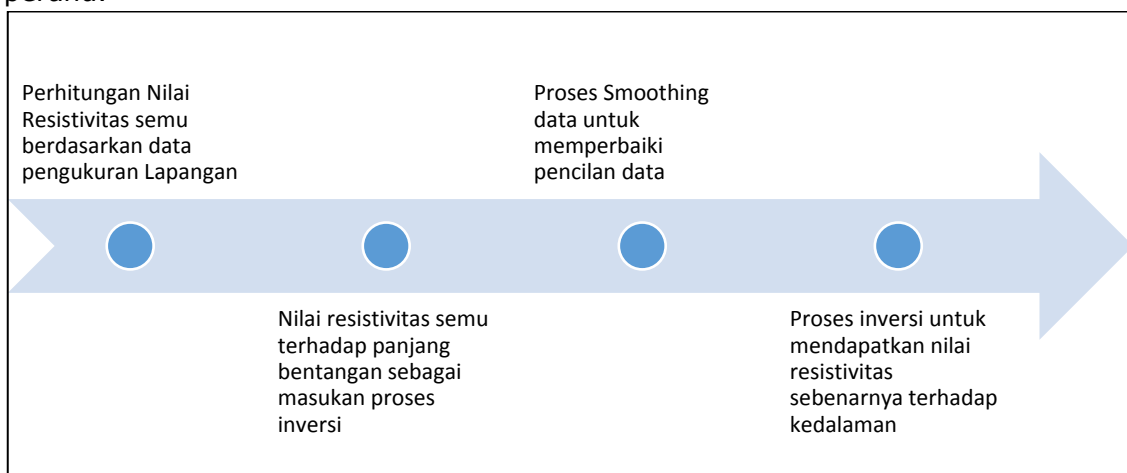 Perhitungan Nilai
Resistivitas semu
berdasarkan data
pengukuran Lapangan
Nilai resistivitas semu
terhadap panjang
bentangan sebagai
masukan proses
inversi
Proses Smoothing
data untuk
memperbaiki
pencilan data
Proses inversi untuk
mendapatkan nilai
resistivitas
sebenarnya terhadap
kedalaman